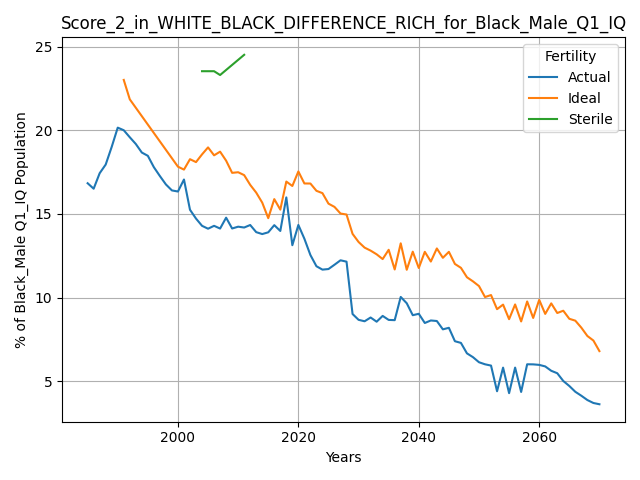 Score_2_in_WHITE_BLACK_DIFFERENCE_RICH_for_Black_Male_Q1_IQ
Fertility
Actual
Ideal
Sterile
% of Black_Male Q1_IQ Population
25
20
15
10
5
2000
2020
2040
2060
Years